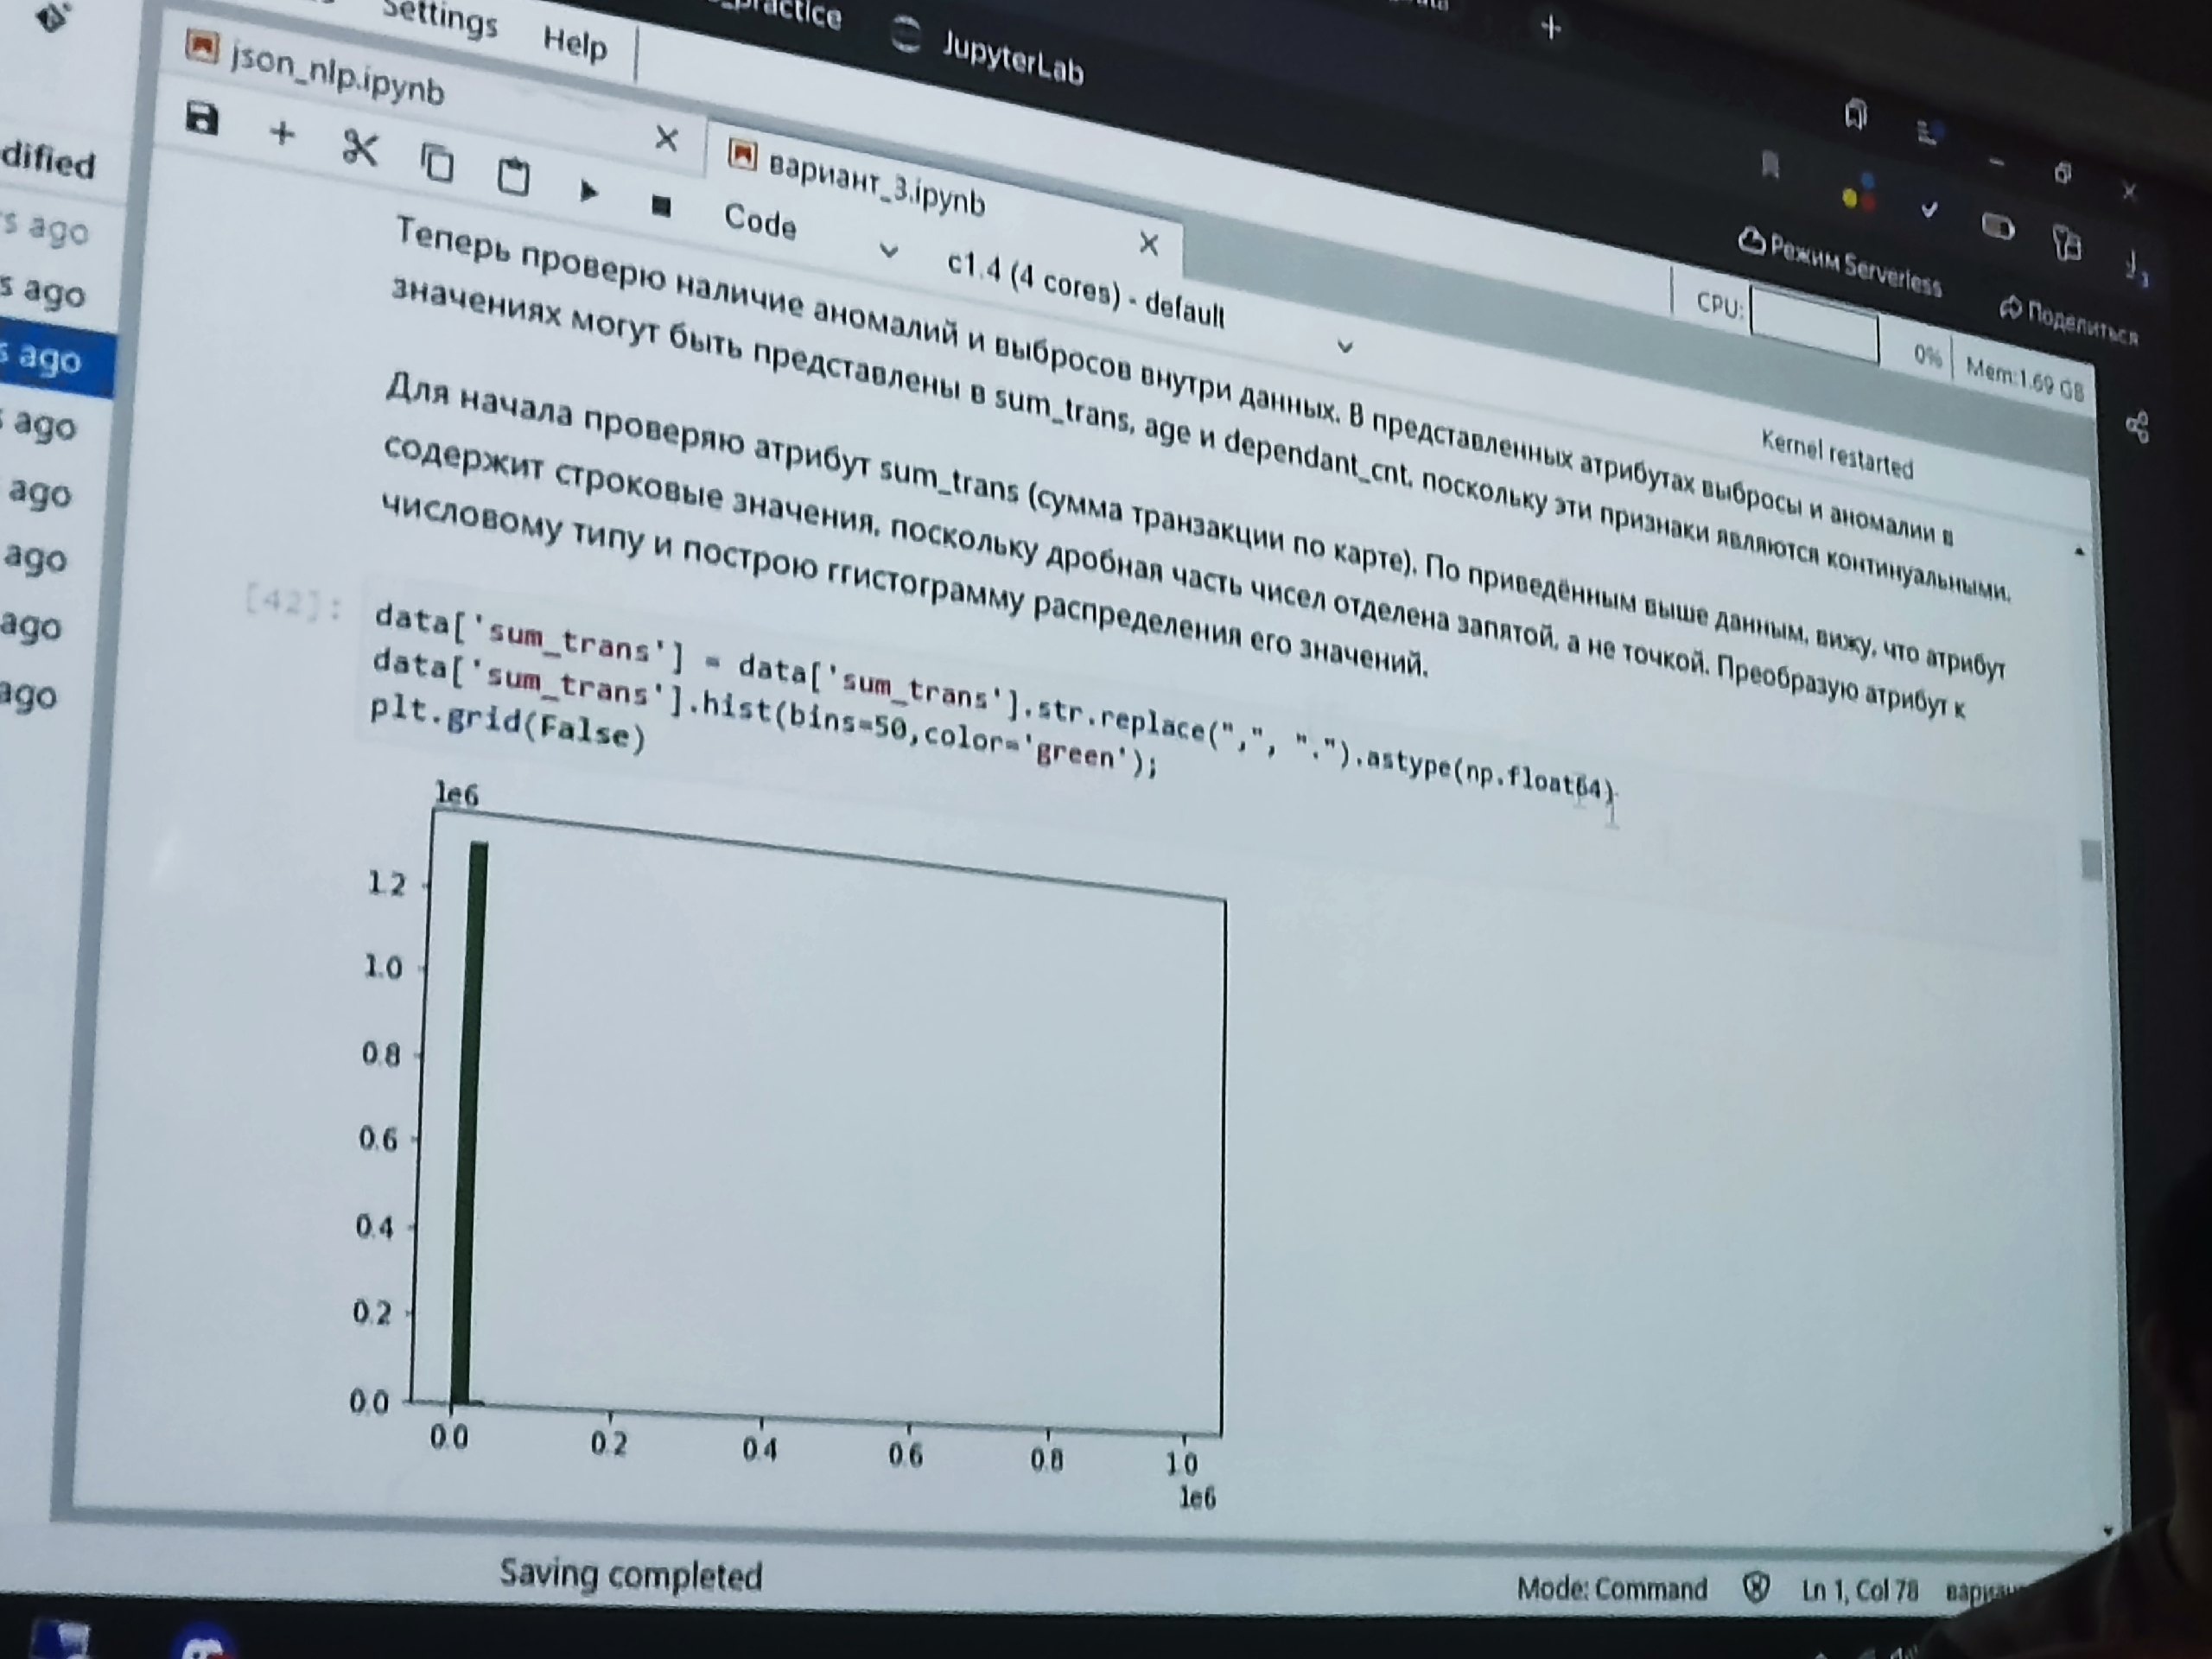 Settings
Help
JupyterLab
json_nlp.ipynb
вариант_3.ipynb
Режим Serverless
Поделиться
Code
c1.4 (4 cores) - default
CPU:
0%
Mem:1.69 GB
Kernel restarted
ago
ago
ago
ago
ago
ago
ago
ago
Теперь проверю наличие аномалий и выбросов внутри данных. В представленных атрибутах выбросы и аномалии в
значениях могут быть представлены в sum_trans, age и dependant_cnt, поскольку эти признаки являются континуальными.
Для начала проверяю атрибут sum_trans (сумма транзакции по карте). По приведённым выше данным, вижу, что атрибут
содержит строковые значения, поскольку дробная часть чисел отделена запятой, а не точкой. Преобразую атрибут к
числовому типу и построю ггистограмму распределения его значений.
[42]:
data['sum_trans'] = data['sum_trans'].str.replace(",", ".").astype(np.float64)
data['sum_trans'].hist(bins=50,color='green');
plt.grid(False)
1e6
1.2
1.0
0.8
0.6
0.4
0.2
0.0
0.0 0.2 0.4 0.6 0.8 1.0
1e6
Saving completed
Mode: Command
Ln 1, Col 78